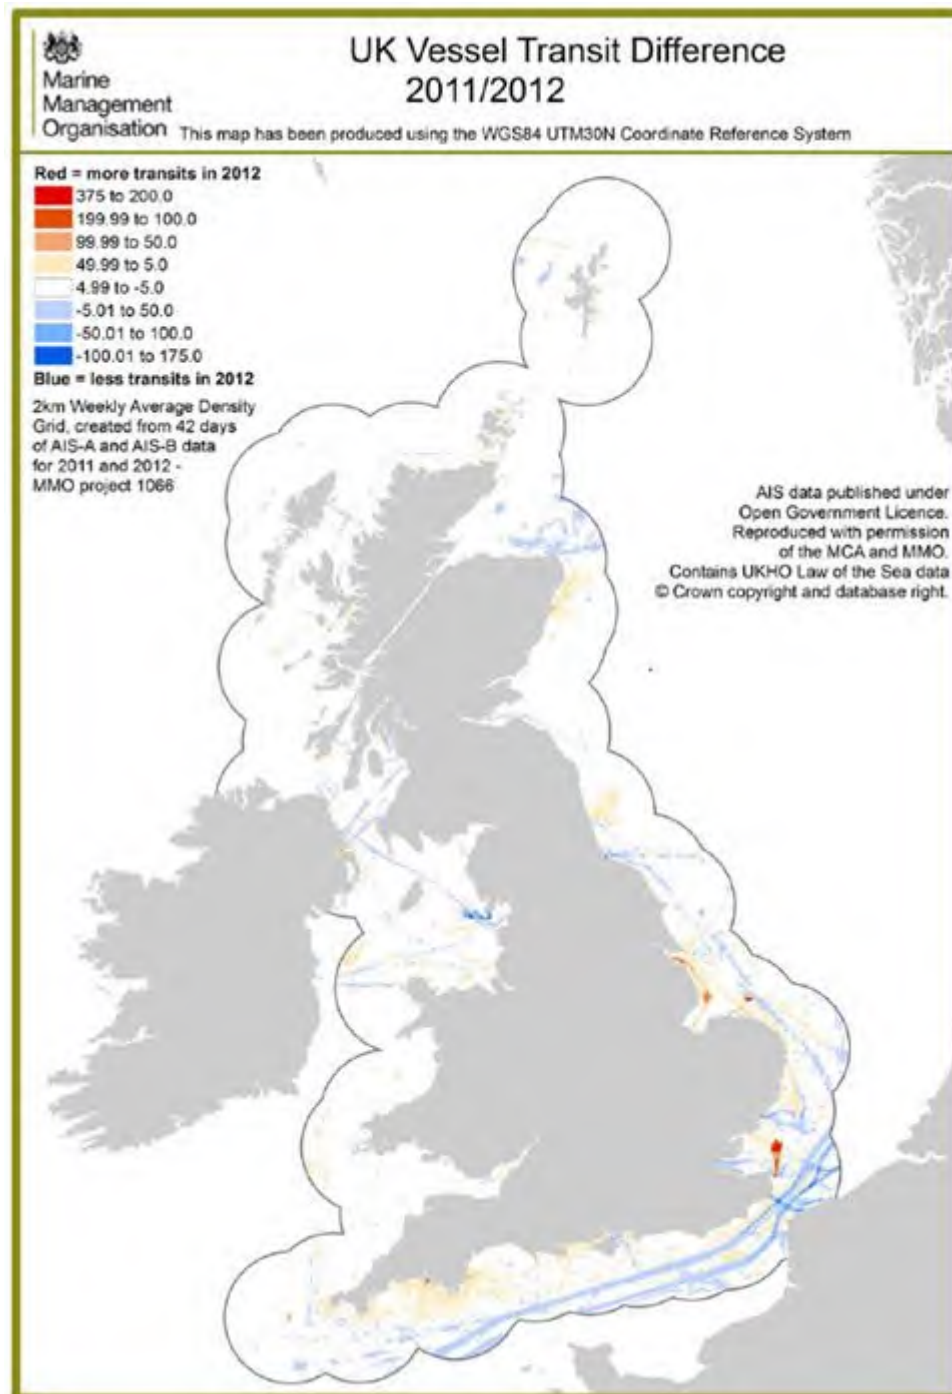 Marine
Management
Organisation
UK Vessel Transit Difference
2011/2012
This map has been produced using the WGS84 UTM30N Coordinate Reference System
Red = more transits in 2012
375 to 200.0
199.99 to 100.0
99.99 to 50.0
49.99 to 5.0
4.99 to -5.0
-5.01 to 50.0
-50.01 to 100.0
-100.01 to 175.0
Blue = less transits in 2012
2km Weekly Average Density
Grid, created from 42 days
of AIS-A and AIS-B data
for 2011 and 2012 -
MMO project 1066
AIS data published under
Open Government Licence.
Reproduced with permission
of the MCA and MMO.
Contains UKHO Law of the Sea data
© Crown copyright and database right.